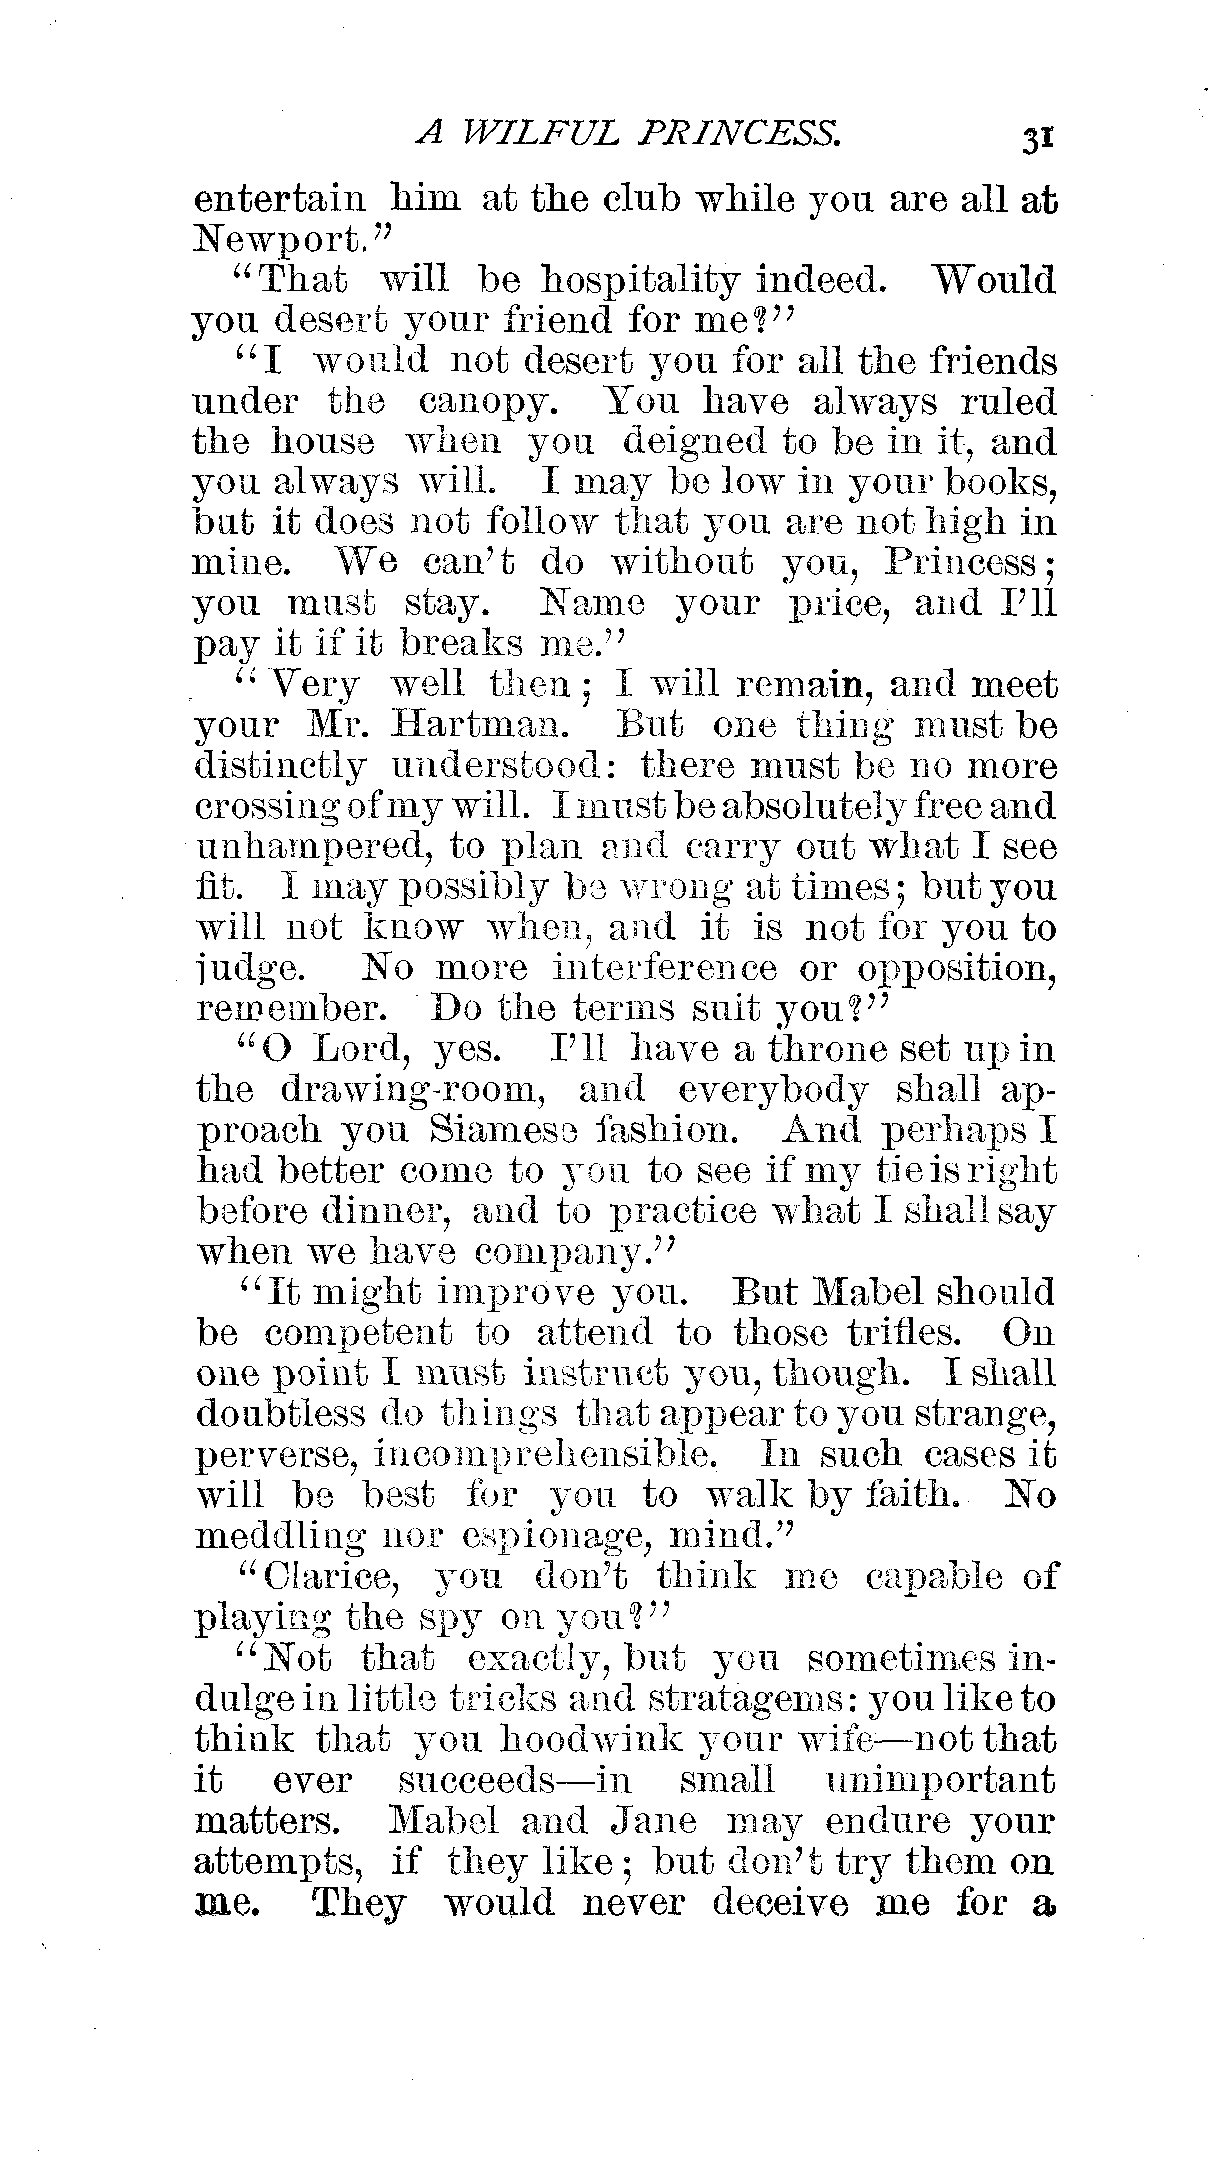 A WILFUL PRINCESS. 31
entertain him at the club while you are all at
Newport."
"That will be hospitality indeed. Would
you desert your friend for me?"
"I would not desert you for all the friends
under the canopy. You have always ruled
the house when you deigned to be in it, and
you always will. I may be low in your books,
but it does not follow that you are not high in
mine. We can't do without you, Princess;
you must stay. Name your price, and I'll
pay it if it breaks me."
"Very well then; I will remain, and meet
your Mr. Hartman. But one thing must be
distinctly understood: there must be no more
crossing of my will. I must be absolutely free and
unhampered, to plan and carry out what I see
fit. I may possibly be wrong at times; but you
will not know when, and it is not for you to
judge. No more interference or opposition,
remember. Do the terms suit you?"
"O Lord, yes. I'll have a throne set up in
the drawing-room, and everybody shall ap-
proach you Siamese fashion. And perhaps I
had better come to you to see if my tie is right
before dinner, and to practice what I shall say
when we have company."
"It might improve you. But Mabel should
be competent to attend to those trifles. On
one point I must instruct you, though. I shall
doubtless do things that appear to you strange,
perverse, incomprehensible. In such cases it
will be best for you to walk by faith. No
meddling nor espionage, mind."
"Clarice, you don't think me capable of
playing the spy on you?"
"Not that exactly, but you sometimes in-
dulge in little tricks and stratagems: you like to
think that you hoodwink your wife—not that
it ever succeeds—in small unimportant
matters. Mabel and Jane may endure your
attempts, if they like; but don't try them on
me. They would never deceive me for a